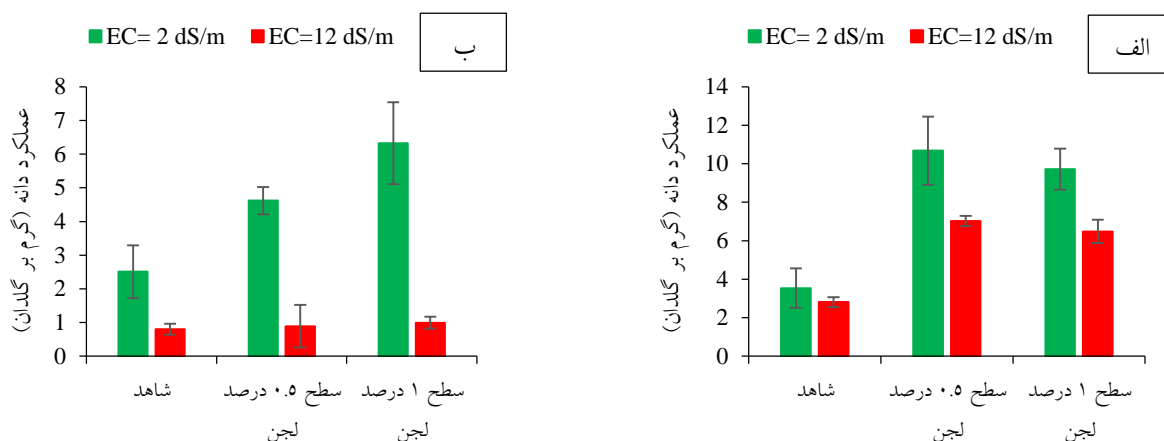 الف
EC= 2 dS/m EC=12 dS/m
عملکرد دانه (گرم بر گلدان)
14
12
10
8
6
4
2
0
شاهد
سطح ۰.۵ درصد
لجن
سطح ۱ درصد
لجن
ب
EC= 2 dS/m EC=12 dS/m
عملکرد دانه (گرم بر گلدان)
8
7
6
5
4
3
2
1
0
شاهد
سطح ۰.۵ درصد
لجن
سطح ۱ درصد
لجن